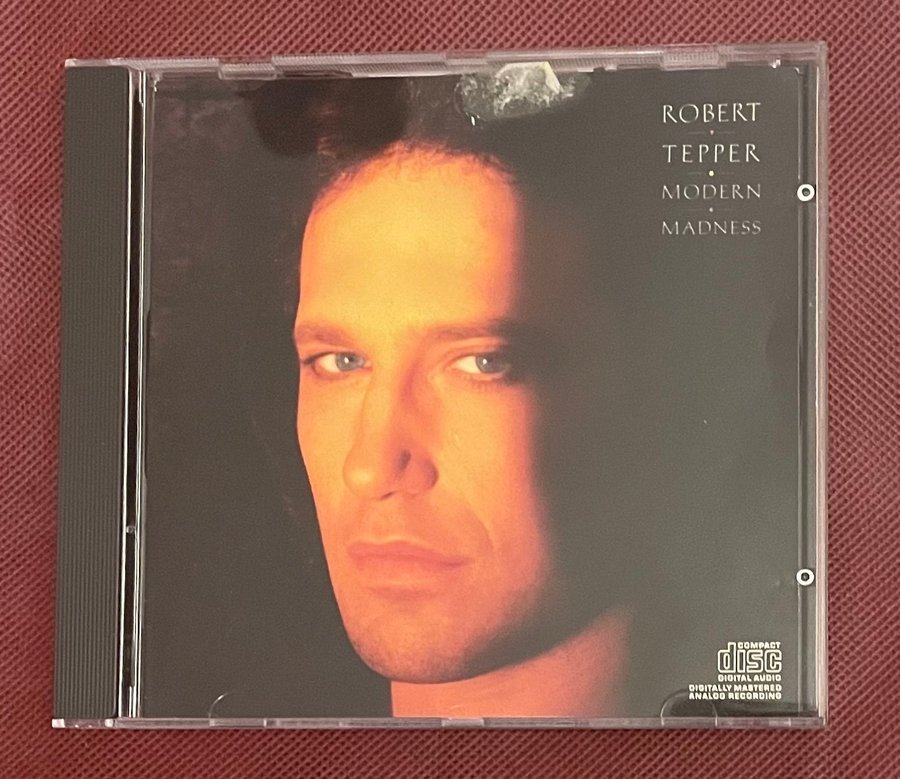 ROBERT
TEPPER
MODERN
MADNESS
COMPACT
disc
DIGITAL AUDIO
DIGITALLY MASTERED
ANALOG RECORDING